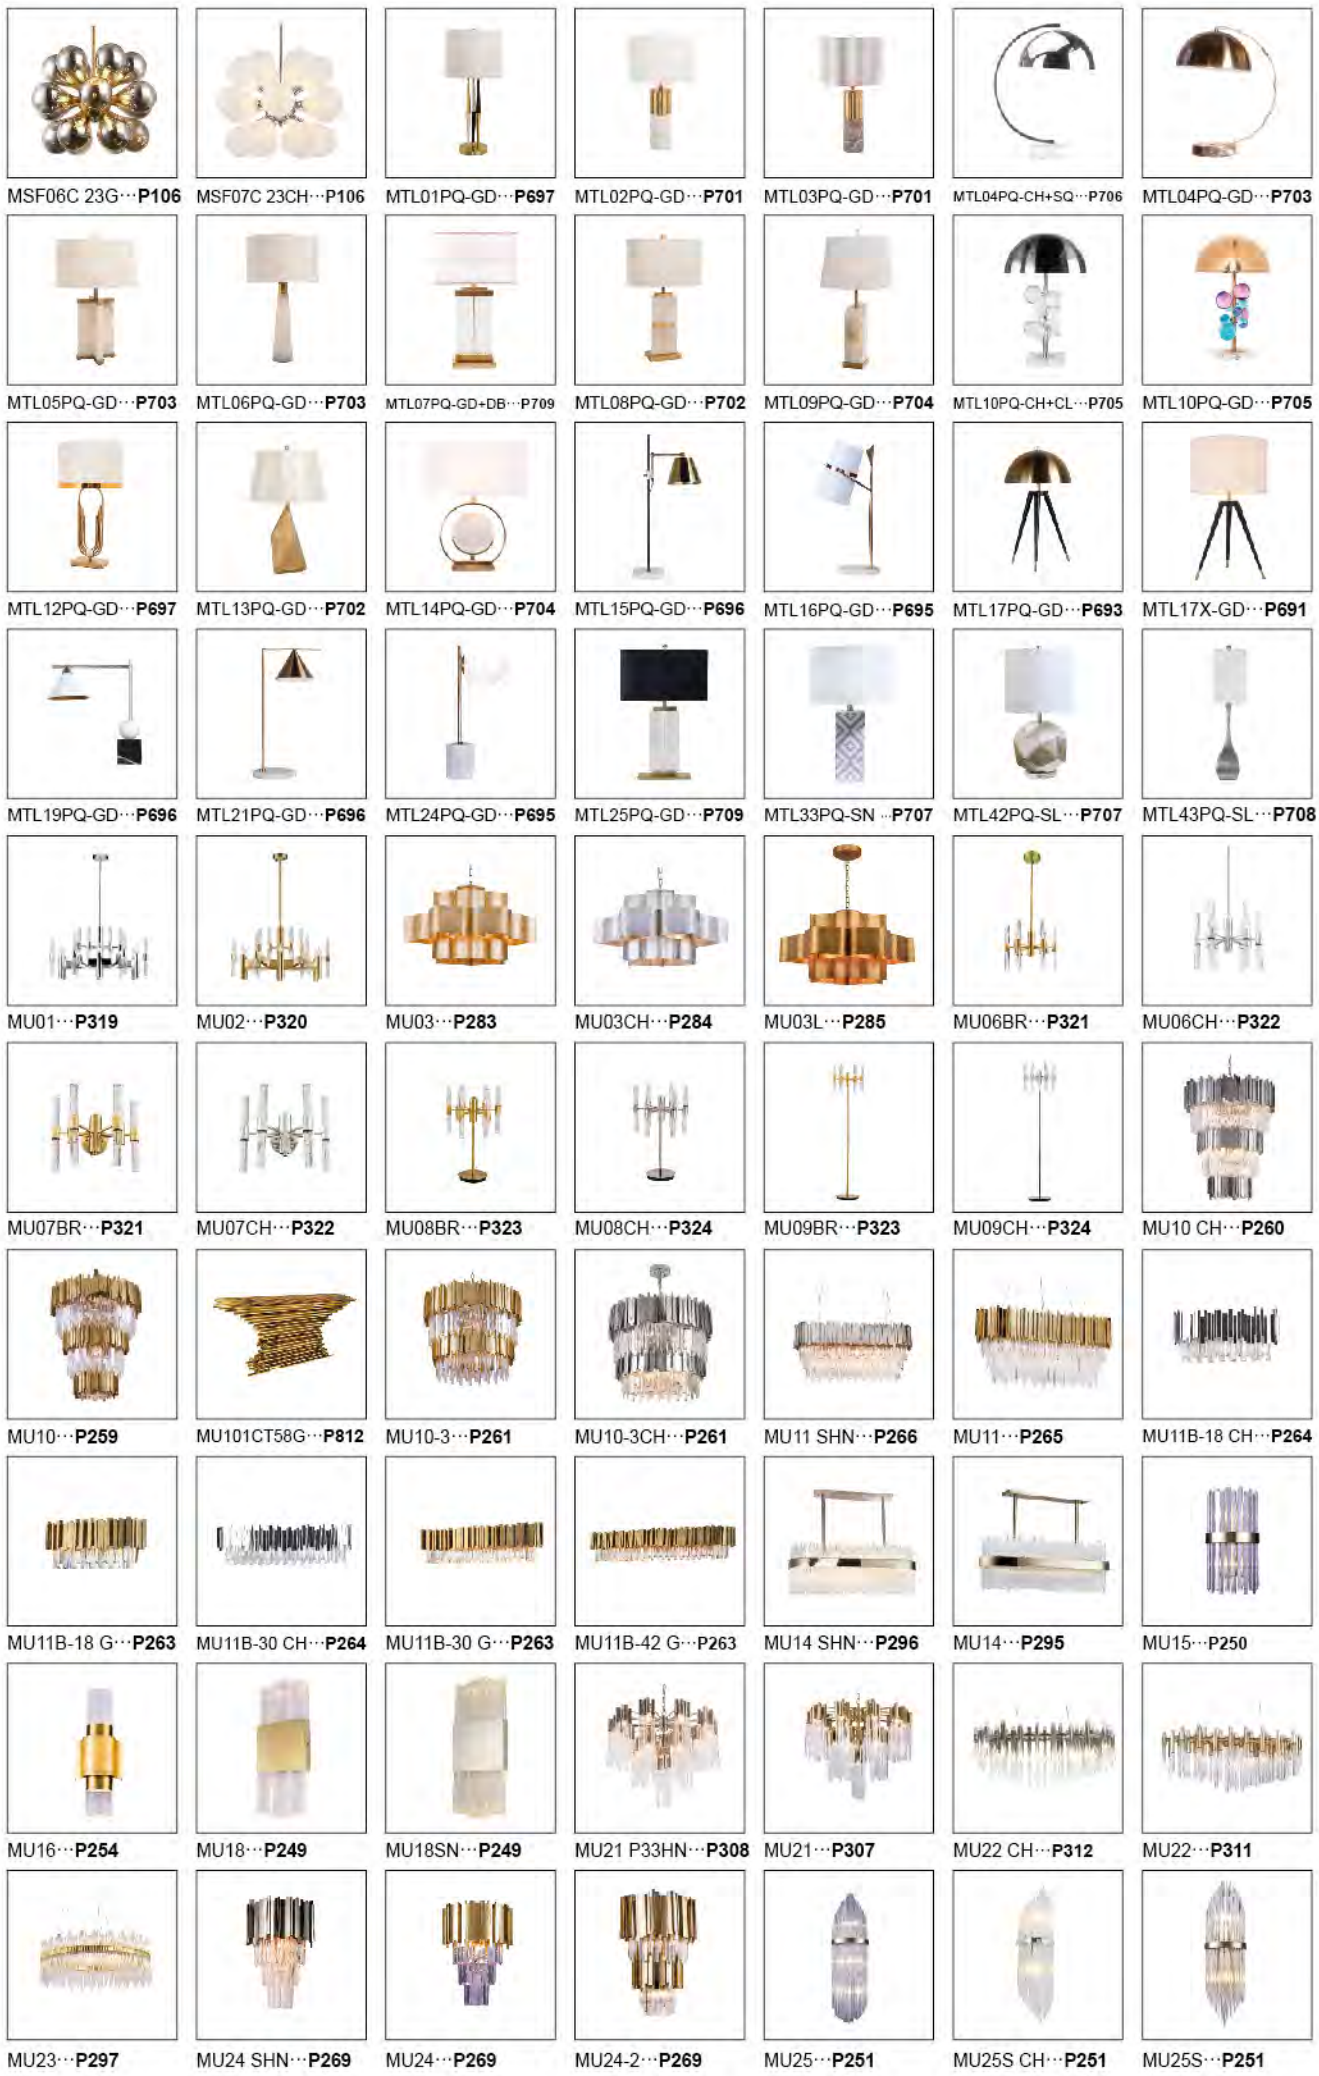 MSF06C 23G···P106 MSF07C 23CH···P106 MTL01PQ-GD···P697 MTL02PQ-GD···P701 MTL03PQ-GD···P701 MTL04PQ-CH+SQ···P706 MTL04PQ-GD···P703
MTL05PQ-GD···P703 MTL06PQ-GD···P703 MTL07PQ-GD+DB···P709 MTL08PQ-GD···P702 MTL09PQ-GD···P704 MTL10PQ-CH+CL···P705 MTL10PQ-GD···P705
MTL12PQ-GD···P697 MTL13PQ-GD···P702 MTL14PQ-GD···P704 MTL15PQ-GD···P696 MTL16PQ-GD···P695 MTL17PQ-GD···P693 MTL17X-GD···P691
MTL19PQ-GD···P696 MTL21PQ-GD···P696 MTL24PQ-GD···P695 MTL25PQ-GD···P709 MTL33PQ-SN ···P707 MTL42PQ-SL···P707 MTL43PQ-SL···P708
MU01···P319 MU02···P320 MU03···P283 MU03CH···P284 MU03L···P285 MU06BR···P321 MU06CH···P322
MU07BR···P321 MU07CH···P322 MU08BR···P323 MU08CH···P324 MU09BR···P323 MU09CH···P324 MU10 CH···P260
MU10···P259 MU101CT58G···P812 MU10-3···P261 MU10-3CH···P261 MU11 SHN···P266 MU11···P265 MU11B-18 CH···P264
MU11B-18 G···P263 MU11B-30 CH···P264 MU11B-30 G···P263 MU11B-42 G···P263 MU14 SHN···P296 MU14···P295 MU15···P250
MU16···P254 MU18···P249 MU18SN···P249 MU21 P33HN···P308 MU21···P307 MU22 CH···P312 MU22···P311
MU23···P297 MU24 SHN···P269 MU24···P269 MU24-2···P269 MU25···P251 MU25S CH···P251 MU25S···P251